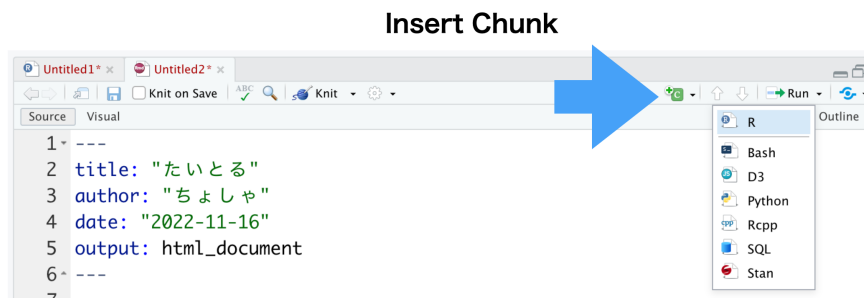 Insert Chunk
Untitled1*
Untitled2*
Knit on Save
ABC
Knit
Run
Source
Visual
Outline
1 ---
2 title: "たいとる"
3 author: "ちょしゃ"
4 date: "2022-11-16"
5 output: html_document
6 ---
R
Bash
D3
Python
Rcpp
SQL
Stan